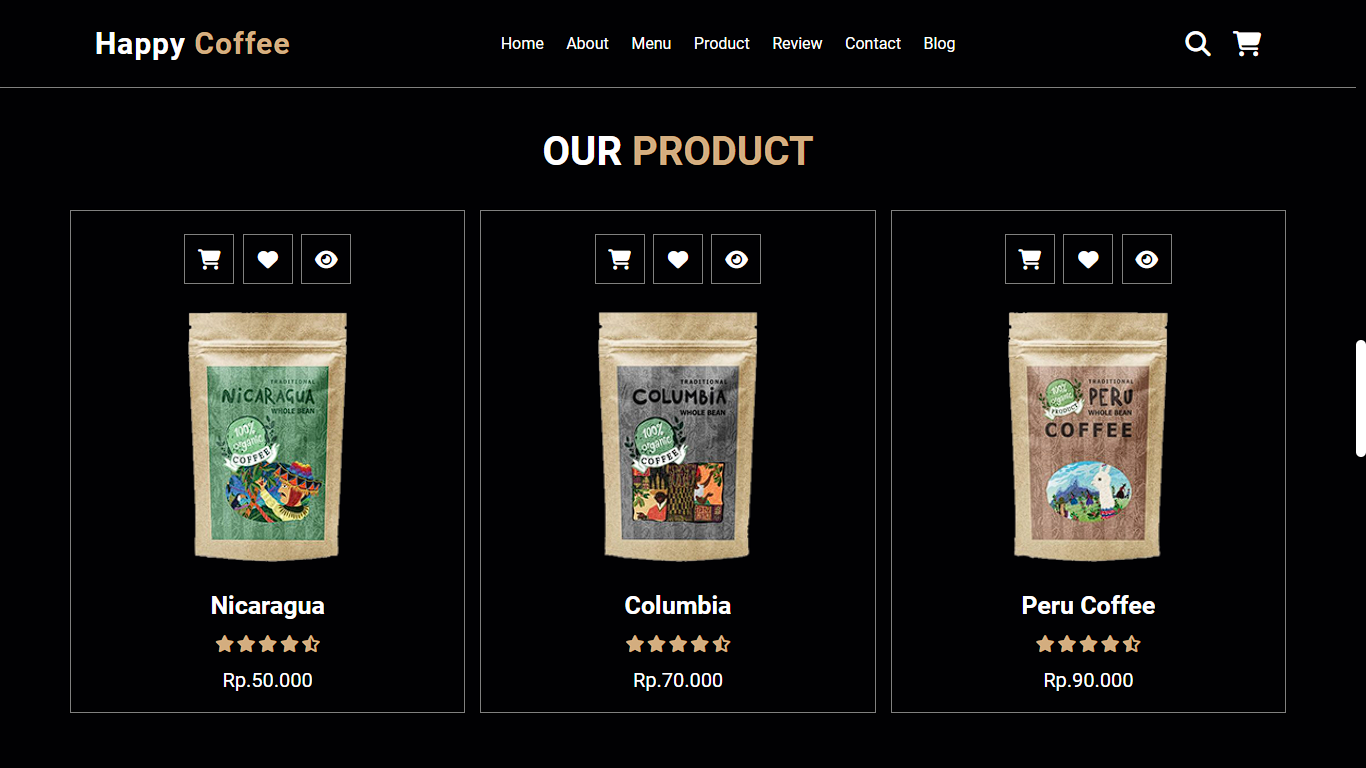 Happy Coffee
Home About Menu Product Review Contact Blog
OUR PRODUCT
TRADITIONAL
NiCARAGUA
WHOLE BEAN
100%
organic
COFFEE
Nicaragua
Rp.50.000
TRADITIONAL
COLUMBiA
WHOLE BEAN
100%
organic
COFFEE
Columbia
Rp.70.000
100%
organic
PRODUCT
TRADITIONAL
PERU
WHOLE BEAN
COFFEE
Peru Coffee
Rp.90.000